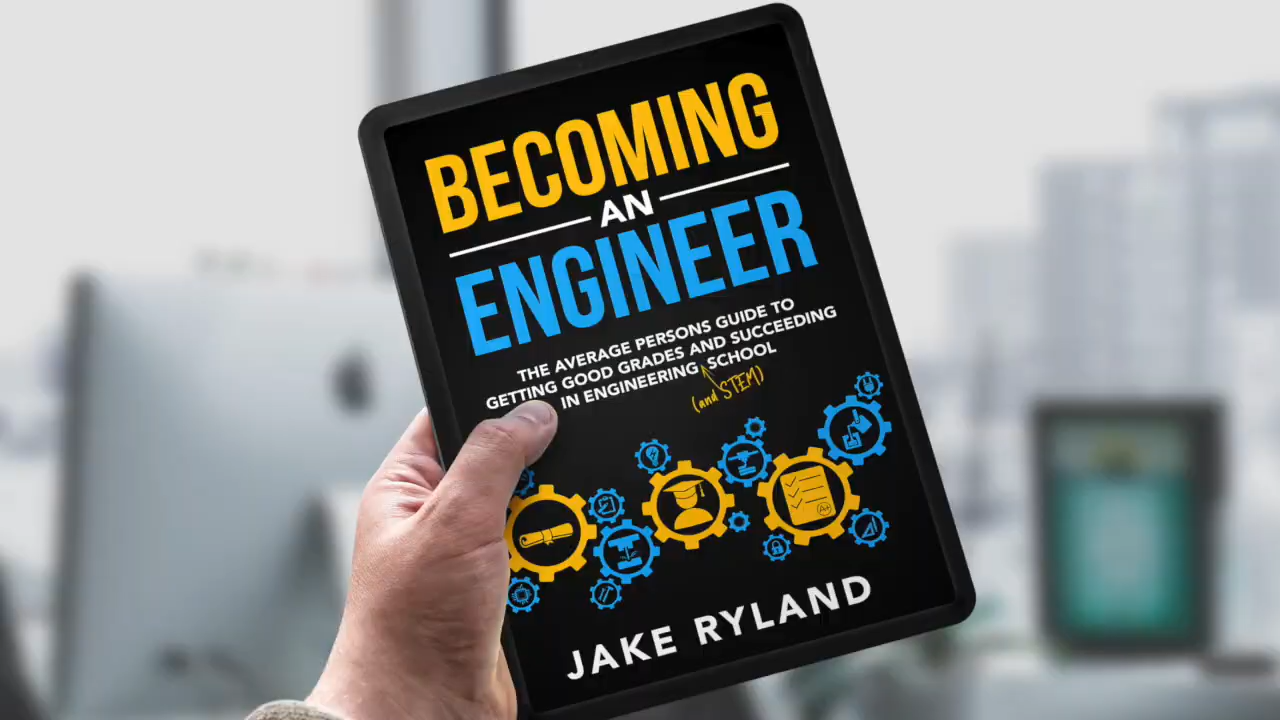 BECOMING
AN
ENGINEER
THE AVERAGE PERSONS GUIDE TO
GETTING GOOD GRADES AND SUCCEEDING
IN ENGINEERING SCHOOL
(and STEM)
A+
JAKE RYLAND